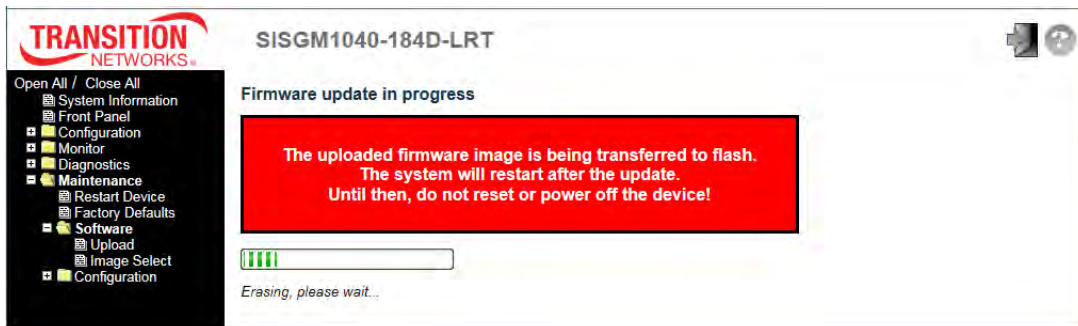 TRANSITION
NETWORKS®
SISGM1040-184D-LRT
Open All / Close All
System Information
Front Panel
Configuration
Monitor
Diagnostics
Maintenance
Restart Device
Factory Defaults
Software
Upload
Image Select
Configuration
Firmware update in progress
The uploaded firmware image is being transferred to flash.
The system will restart after the update.
Until then, do not reset or power off the device!
Erasing, please wait...